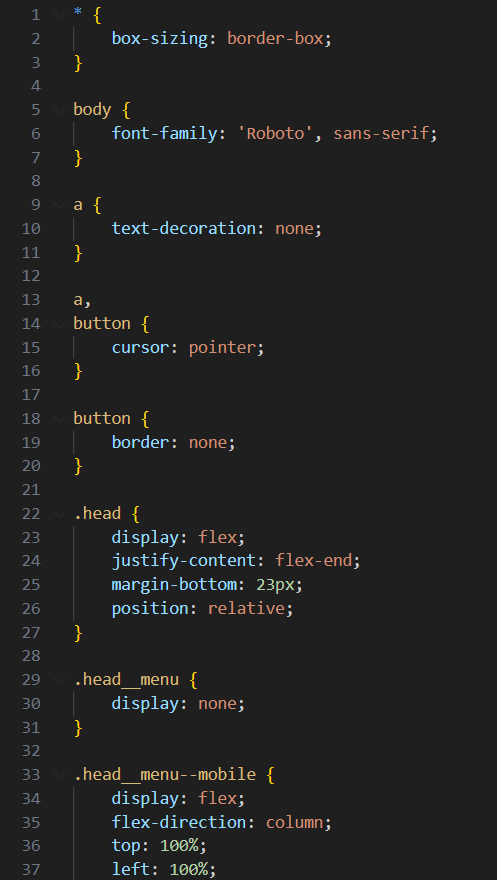 1 * {
2 box-sizing: border-box;
3 }
4
5 body {
6 font-family: 'Roboto', sans-serif;
7 }
8
9 a {
10 text-decoration: none;
11 }
12
13 a,
14 button {
15 cursor: pointer;
16 }
17
18 button {
19 border: none;
20 }
21
22 .head {
23 display: flex;
24 justify-content: flex-end;
25 margin-bottom: 23px;
26 position: relative;
27 }
28
29 .head__menu {
30 display: none;
31 }
32
33 .head__menu--mobile {
34 display: flex;
35 flex-direction: column;
36 top: 100%;
37 left: 100%;